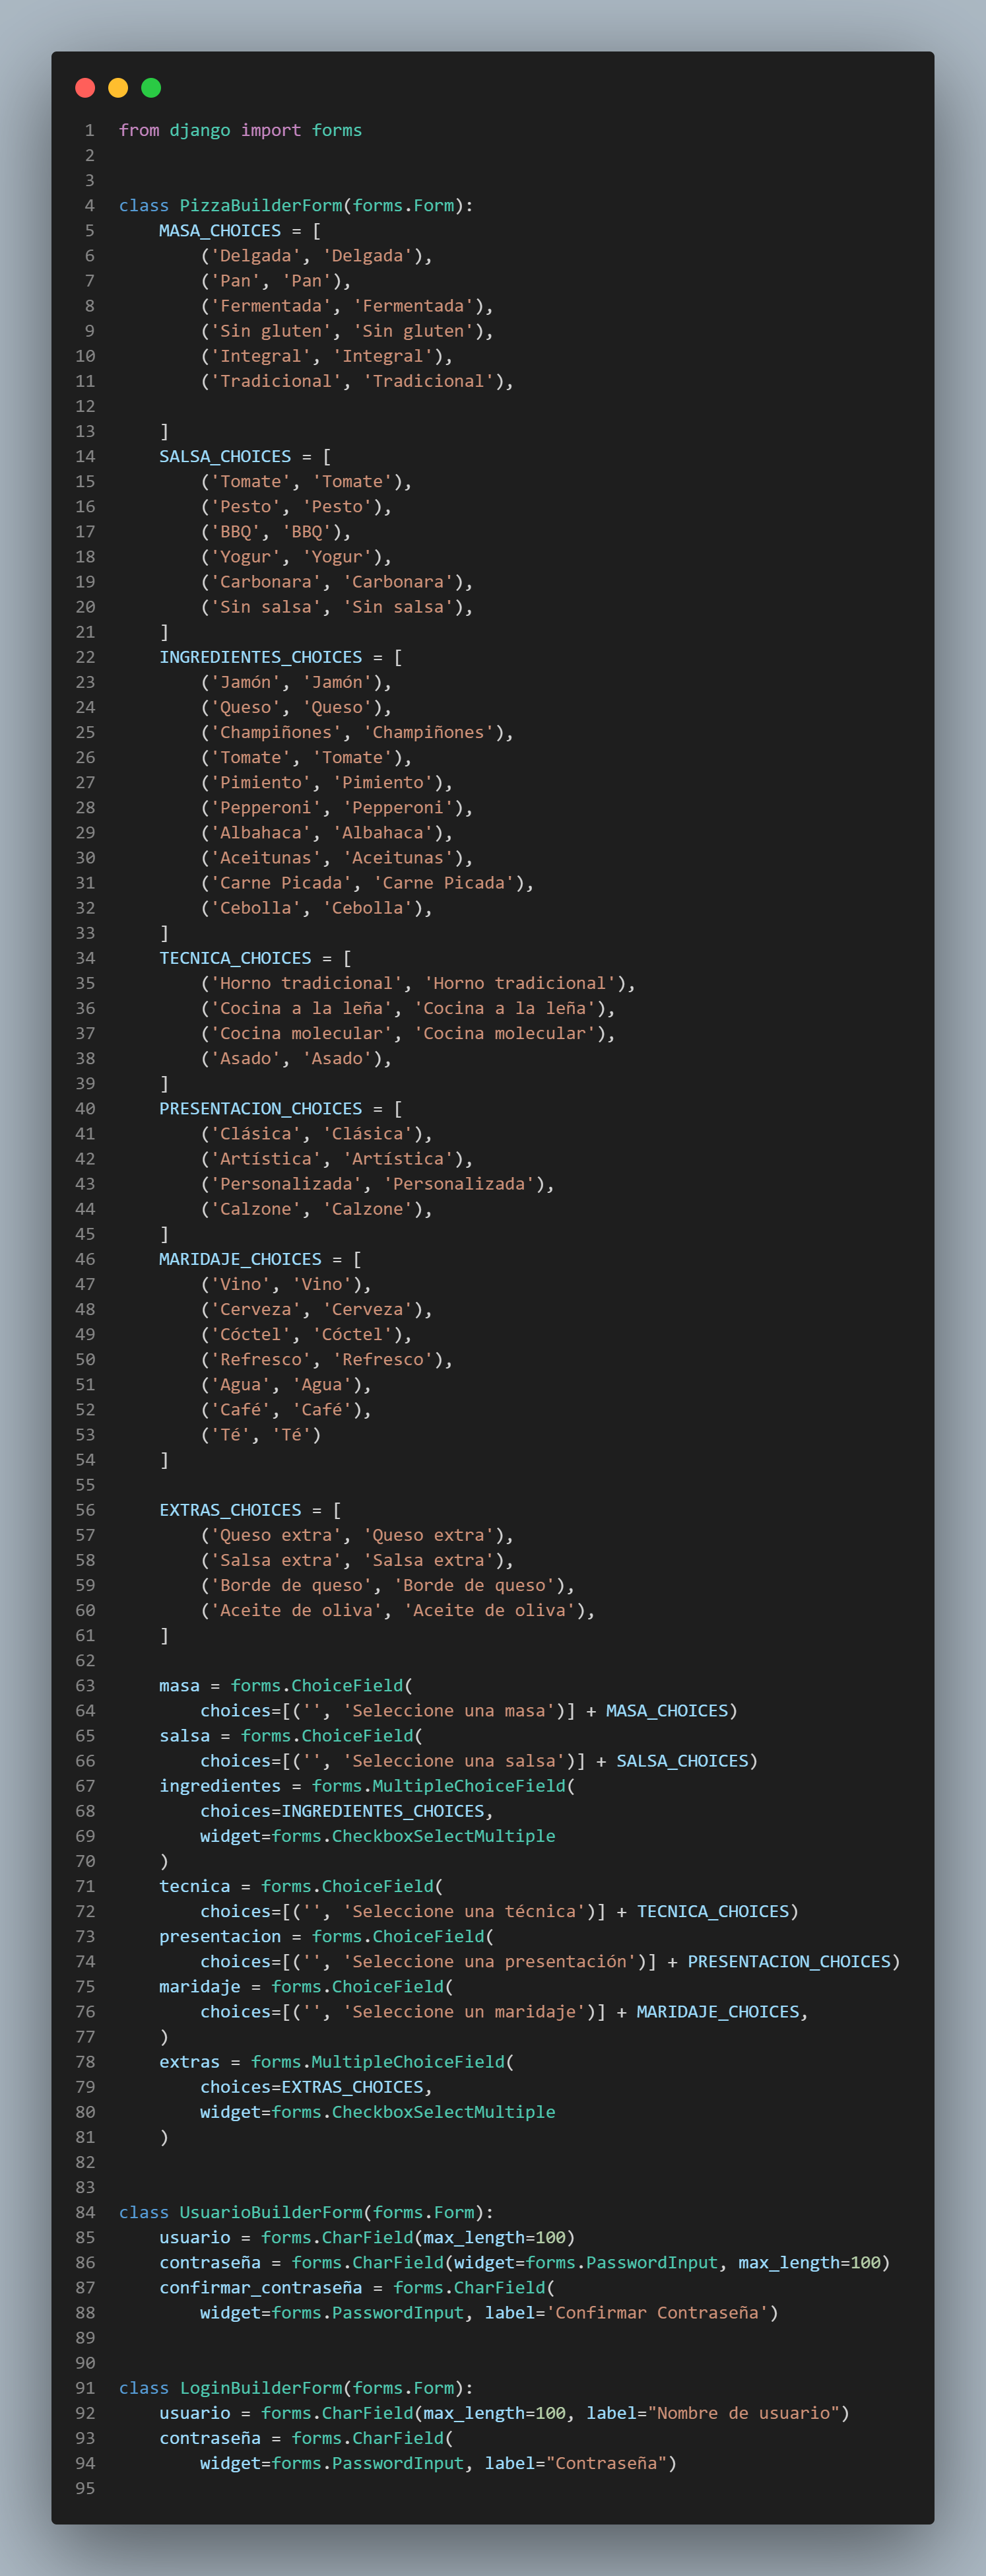 1 from django import forms
2
3
4 class PizzaBuilderForm(forms.Form):
5     MASA_CHOICES = [
6         ('Delgada', 'Delgada'),
7         ('Pan', 'Pan'),
8         ('Fermentada', 'Fermentada'),
9         ('Sin gluten', 'Sin gluten'),
10         ('Integral', 'Integral'),
11         ('Tradicional', 'Tradicional'),
12
13     ]
14     SALSA_CHOICES = [
15         ('Tomate', 'Tomate'),
16         ('Pesto', 'Pesto'),
17         ('BBQ', 'BBQ'),
18         ('Yogur', 'Yogur'),
19         ('Carbonara', 'Carbonara'),
20         ('Sin salsa', 'Sin salsa'),
21     ]
22     INGREDIENTES_CHOICES = [
23         ('Jamón', 'Jamón'),
24         ('Queso', 'Queso'),
25         ('Champiñones', 'Champiñones'),
26         ('Tomate', 'Tomate'),
27         ('Pimiento', 'Pimiento'),
28         ('Pepperoni', 'Pepperoni'),
29         ('Albahaca', 'Albahaca'),
30         ('Aceitunas', 'Aceitunas'),
31         ('Carne Picada', 'Carne Picada'),
32         ('Cebolla', 'Cebolla'),
33     ]
34     TECNICA_CHOICES = [
35         ('Horno tradicional', 'Horno tradicional'),
36         ('Cocina a la leña', 'Cocina a la leña'),
37         ('Cocina molecular', 'Cocina molecular'),
38         ('Asado', 'Asado'),
39     ]
40     PRESENTACION_CHOICES = [
41         ('Clásica', 'Clásica'),
42         ('Artística', 'Artística'),
43         ('Personalizada', 'Personalizada'),
44         ('Calzone', 'Calzone'),
45     ]
46     MARIDAJE_CHOICES = [
47         ('Vino', 'Vino'),
48         ('Cerveza', 'Cerveza'),
49         ('Cóctel', 'Cóctel'),
50         ('Refresco', 'Refresco'),
51         ('Agua', 'Agua'),
52         ('Café', 'Café'),
53         ('Té', 'Té')
54     ]
55
56     EXTRAS_CHOICES = [
57         ('Queso extra', 'Queso extra'),
58         ('Salsa extra', 'Salsa extra'),
59         ('Borde de queso', 'Borde de queso'),
60         ('Aceite de oliva', 'Aceite de oliva'),
61     ]
62
63     masa = forms.ChoiceField(
64         choices=[('', 'Seleccione una masa')] + MASA_CHOICES)
65     salsa = forms.ChoiceField(
66         choices=[('', 'Seleccione una salsa')] + SALSA_CHOICES)
67     ingredientes = forms.MultipleChoiceField(
68         choices=INGREDIENTES_CHOICES,
69         widget=forms.CheckboxSelectMultiple
70     )
71     tecnica = forms.ChoiceField(
72         choices=[('', 'Seleccione una técnica')] + TECNICA_CHOICES)
73     presentacion = forms.ChoiceField(
74         choices=[('', 'Seleccione una presentación')] + PRESENTACION_CHOICES)
75     maridaje = forms.ChoiceField(
76         choices=[('', 'Seleccione un maridaje')] + MARIDAJE_CHOICES,
77     )
78     extras = forms.MultipleChoiceField(
79         choices=EXTRAS_CHOICES,
80         widget=forms.CheckboxSelectMultiple
81     )
82
83
84 class UsuarioBuilderForm(forms.Form):
85     usuario = forms.CharField(max_length=100)
86     contraseña = forms.CharField(widget=forms.PasswordInput, max_length=100)
87     confirmar_contraseña = forms.CharField(
88         widget=forms.PasswordInput, label='Confirmar Contraseña')
89
90
91 class LoginBuilderForm(forms.Form):
92     usuario = forms.CharField(max_length=100, label="Nombre de usuario")
93     contraseña = forms.CharField(
94         widget=forms.PasswordInput, label="Contraseña")
95